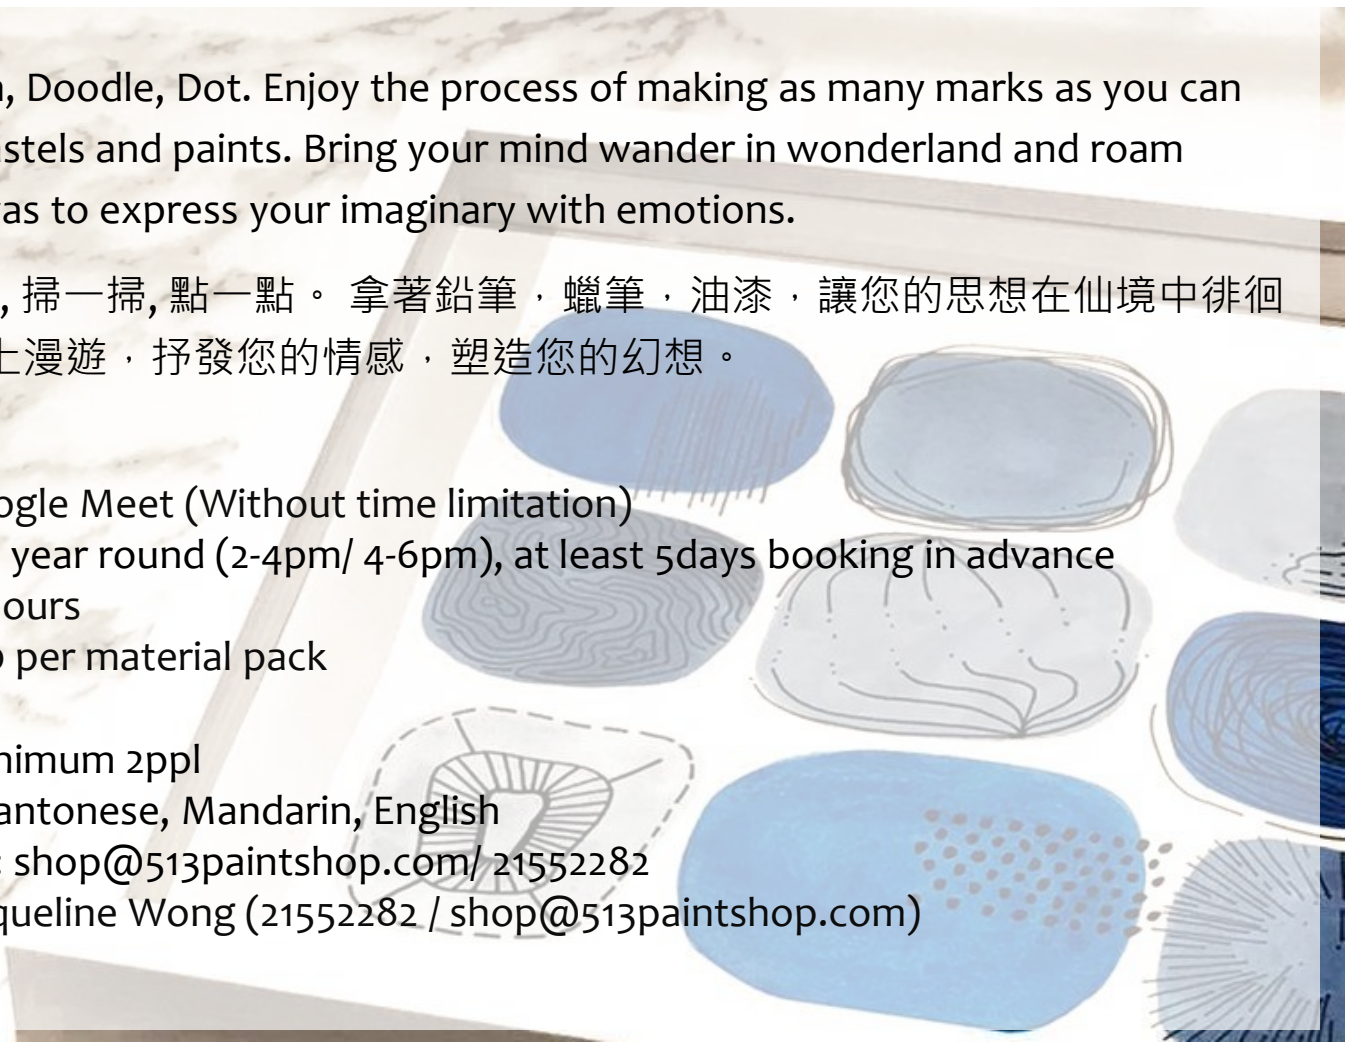 , Doodle, Dot. Enjoy the process of making as many marks as you can
and paints. Bring your mind wander in wonderland and roam
to express your imaginary with emotions.
, 掃一掃, 點一點。 拿著鉛筆，蠟筆，油漆，讓您的思想在仙境中徘徊
上漫遊，抒發您的情感，塑造您的幻想。
ogle Meet (Without time limitation)
year round (2-4pm/ 4-6pm), at least 5days booking in advance
ours
per material pack
nimum 2ppl
antonese, Mandarin, English
: shop@513paintshop.com/ 21552282
queline Wong (21552282 / shop@513paintshop.com)